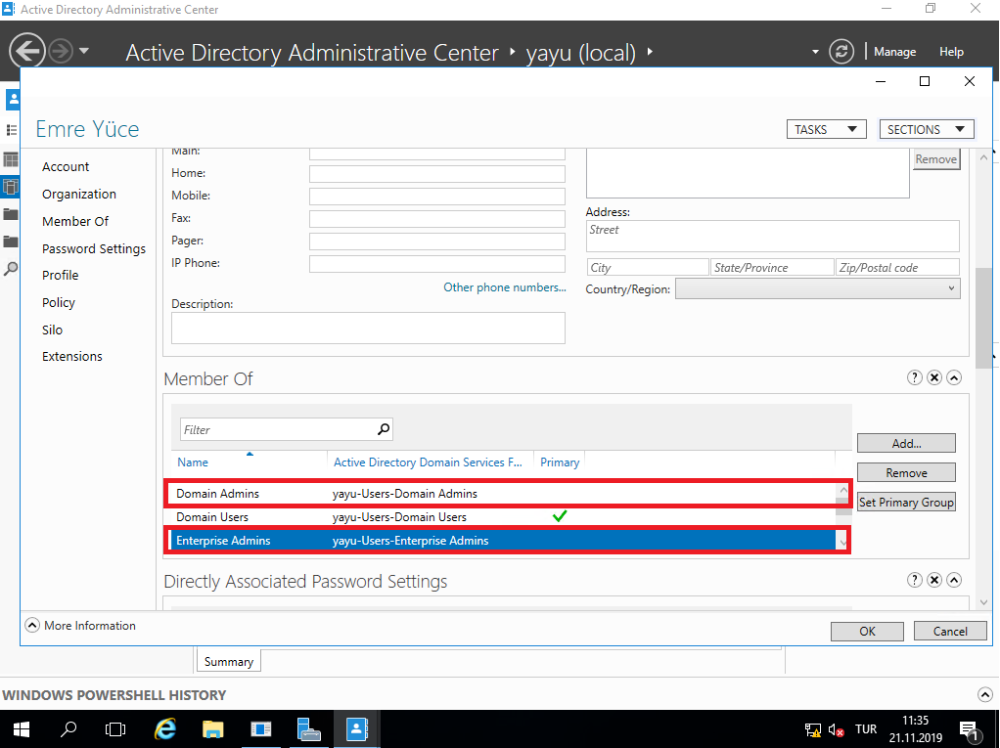 Active Directory Administrative Center
Active Directory Administrative Center • yayu (local) •
Manage
Help
Emre Yüce
TASKS
SECTIONS
Account
Organization
Member Of
Password Settings
Profile
Policy
Silo
Extensions
Main:
Home:
Mobile:
Fax:
Pager:
IP Phone:
Other phone numbers...
Description:
Remove
Address:
Street
City
State/Province
Zip/Postal code
Country/Region:
Member Of
Filter
Name
Active Directory Domain Services F...
Primary
Domain Admins yayu-Users-Domain Admins
Domain Users yayu-Users-Domain Users
Enterprise Admins yayu-Users-Enterprise Admins
Add...
Remove
Set Primary Group
Directly Associated Password Settings
More Information
OK
Cancel
Summary
WINDOWS POWERSHELL HISTORY
TUR
11:35
21.11.2019
1